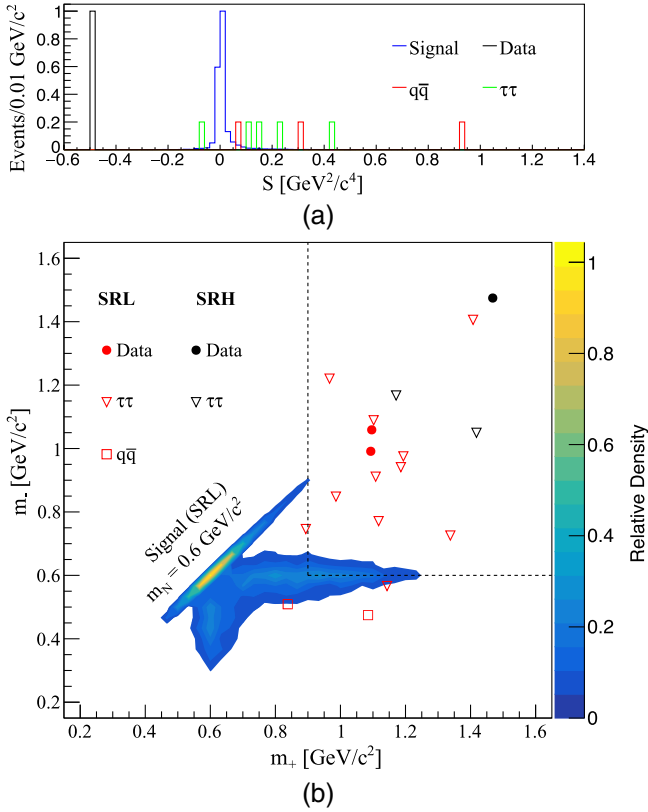 Events/0.01 GeV/c²
1
0.8
0.6
0.4
0.2
0
Signal
Data
qq̅
ττ
−0.6 −0.4 −0.2 0 0.2 0.4 0.6 0.8 1 1.2 1.4
S [GeV²/c⁴]
(a)
m₋ [GeV/c²]
1.6
1.4
1.2
1
0.8
0.6
0.4
0.2
SRL SRH
Data Data
ττ ττ
qq̅
Signal (SRL)
m_N = 0.6 GeV/c²
0.2 0.4 0.6 0.8 1 1.2 1.4 1.6
m₊ [GeV/c²]
1
0.8
0.6
0.4
0.2
0
Relative Density
(b)